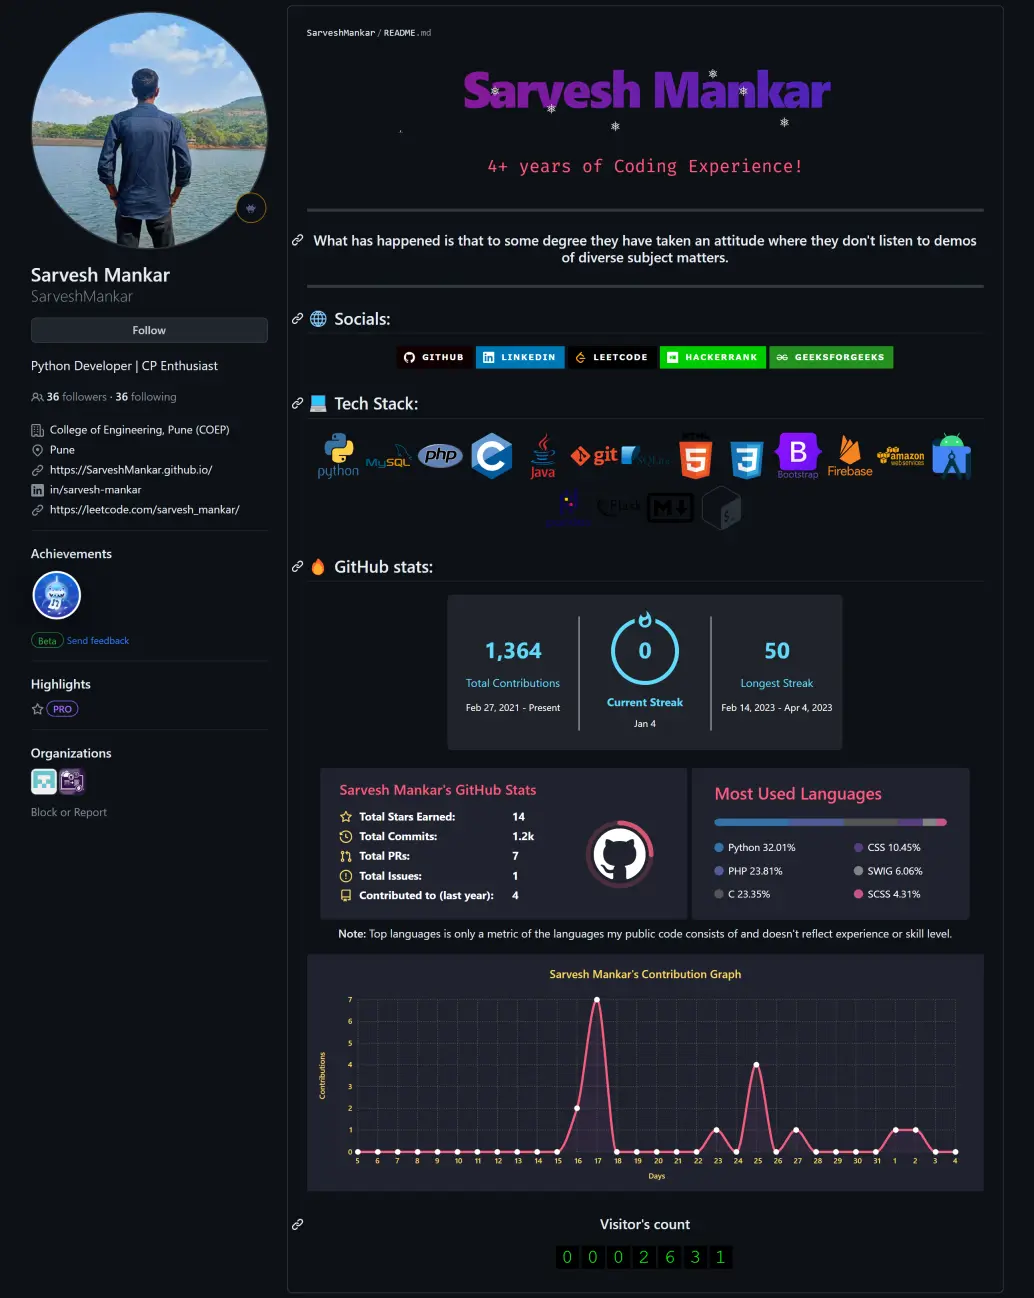 SarveshMankar / README.md
Sarvesh Mankar
4+ years of Coding Experience!
What has happened is that to some degree they have taken an attitude where they don't listen to demos
of diverse subject matters.
Sarvesh Mankar
SarveshMankar
Follow
Python Developer | CP Enthusiast
36 followers · 36 following
College of Engineering, Pune (COEP)
Pune
https://SarveshMankar.github.io/
in/sarvesh-mankar
https://leetcode.com/sarvesh_mankar/
Achievements
Beta Send feedback
Highlights
PRO
Organizations
Block or Report
Socials:
GITHUB LINKEDIN LEETCODE HACKERRANK GEEKSFORGEEKS
Tech Stack:
python MySQL php C Java git SQLite 5 3 B Bootstrap Firebase amazon web services
Flask M $_
GitHub stats:
1,364 0 50
Total Contributions Current Streak Longest Streak
Feb 27, 2021 - Present Jan 4 Feb 14, 2023 - Apr 4, 2023
Sarvesh Mankar's GitHub Stats
Total Stars Earned: 14
Total Commits: 1.2k
Total PRs: 7
Total Issues: 1
Contributed to (last year): 4
Most Used Languages
Python 32.01% CSS 10.45%
PHP 23.81% SWIG 6.06%
C 23.35% SCSS 4.31%
Note: Top languages is only a metric of the languages my public code consists of and doesn't reflect experience or skill level.
Sarvesh Mankar's Contribution Graph
7
6
5
4
3
2
1
0
Contributions
5 6 7 8 9 10 11 12 13 14 15 16 17 18 19 20 21 22 23 24 25 26 27 28 29 30 31 1 2 3 4
Days
Visitor's count
0 0 0 2 6 3 1